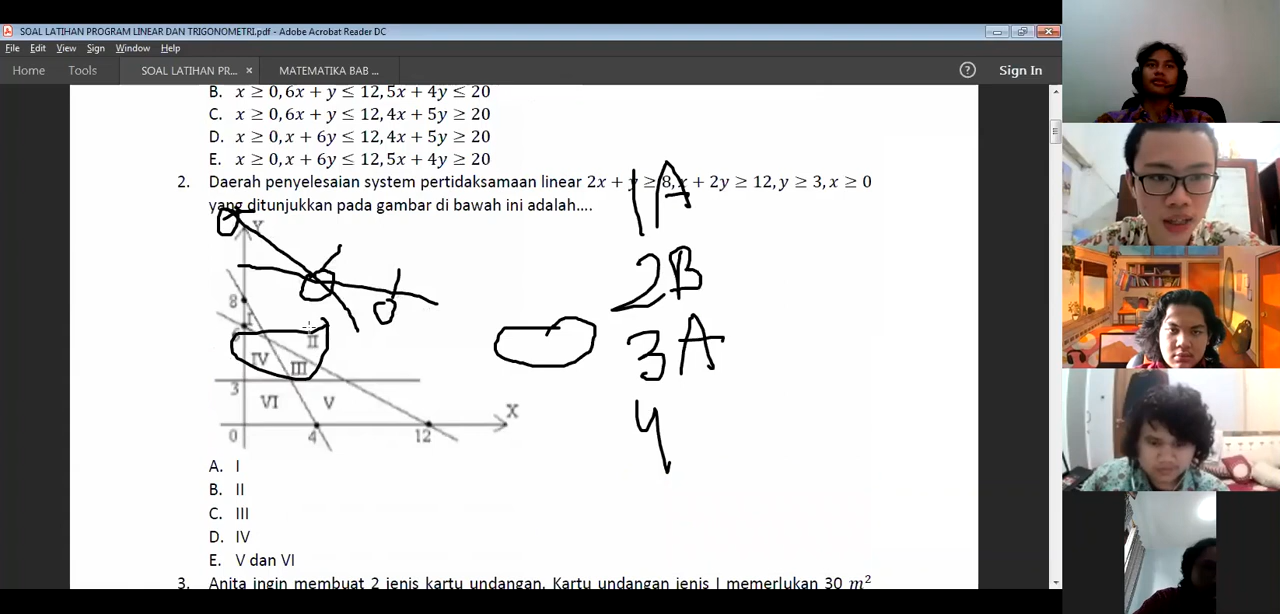 SOAL LATIHAN PROGRAM LINEAR DAN TRIGONOMETRI.pdf - Adobe Acrobat Reader DC
File Edit View Sign Window Help
Home Tools SOAL LATIHAN PR... × MATEMATIKA BAB ... ? Sign In
B. x ≥ 0, 6x + y ≤ 12, 5x + 4y ≤ 20
C. x ≥ 0, 6x + y ≤ 12, 4x + 5y ≥ 20
D. x ≥ 0, x + 6y ≤ 12, 4x + 5y ≥ 20
E. x ≥ 0, x + 6y ≤ 12, 5x + 4y ≥ 20
2. Daerah penyelesaian system pertidaksamaan linear 2x + y ≥ 8, x + 2y ≥ 12, y ≥ 3, x ≥ 0
yang ditunjukkan pada gambar di bawah ini adalah....
1 A
Y
2 B
8
I
6
II
3 A
IV
III
3
VI V
X
4
0 4 12
A. I
B. II
C. III
D. IV
E. V dan VI
3. Anita ingin membuat 2 jenis kartu undangan. Kartu undangan jenis I memerlukan 30 m²